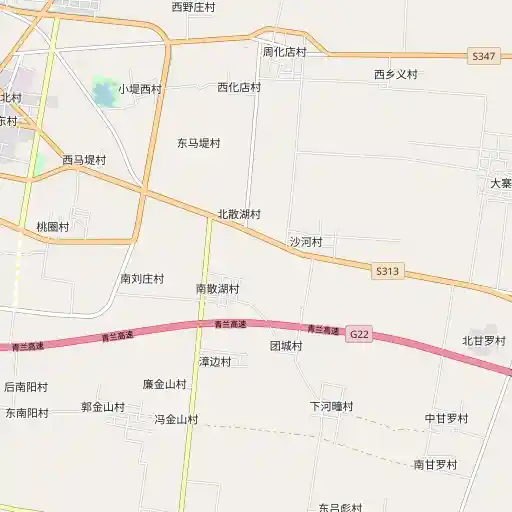 西野庄村
周化店村
S347
西乡义村
小堤西村
西化店村
北村
东村
东马堤村
西马堤村
大寨
北散湖村
桃園村
沙河村
S313
南刘庄村
南散湖村
青兰高速
青兰高速
青兰高速
青兰高速
G22
北甘罗村
团城村
漳边村
后南阳村
廉金山村
郭金山村
东南阳村
冯金山村
下河疃村
中甘罗村
南甘罗村
东吕彪村